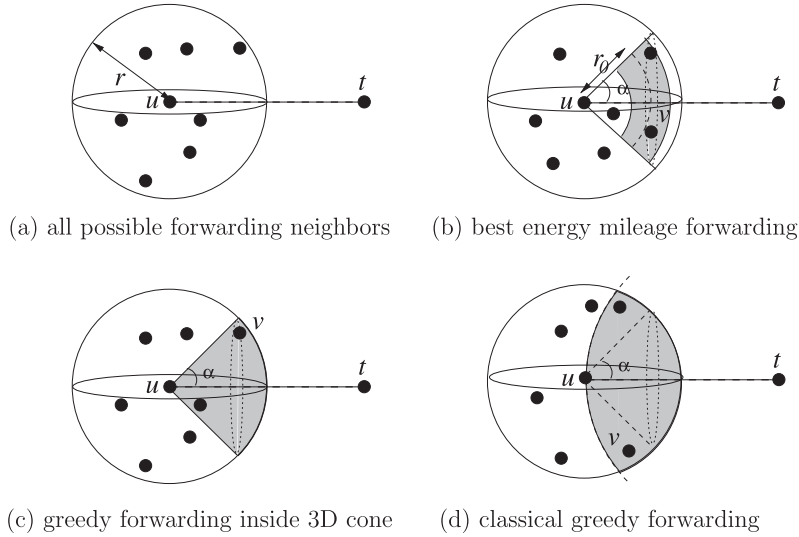 r
u
t
(a) all possible forwarding neighbors
r0
α
u
v
t
(b) best energy mileage forwarding
v
α
u
t
(c) greedy forwarding inside 3D cone
α
u
t
v
(d) classical greedy forwarding